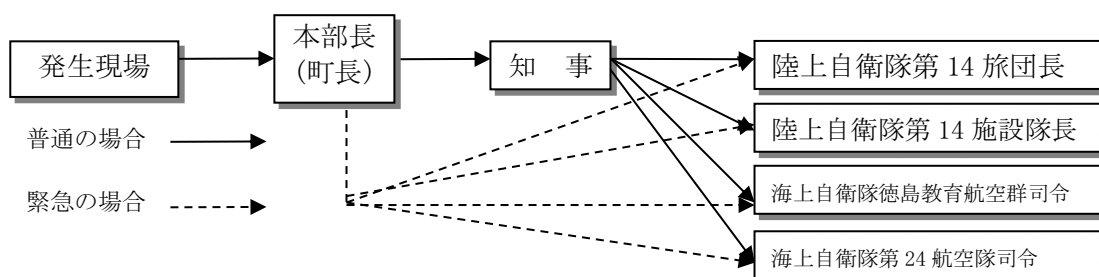 発生現場
本部長
(町長)
知　事
陸上自衛隊第 14 旅団長
陸上自衛隊第 14 施設隊長
海上自衛隊徳島教育航空群司令
海上自衛隊第 24 航空隊司令
普通の場合
緊急の場合